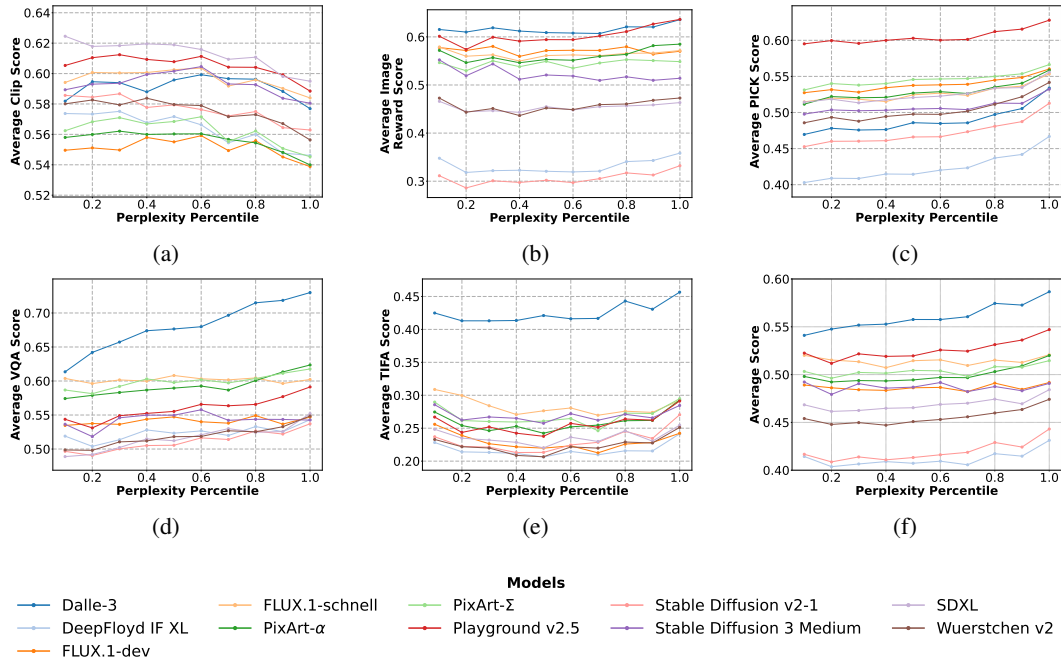 0.64
0.62
0.60
0.58
0.56
0.54
0.52
Average Clip Score
0.2 0.4 0.6 0.8 1.0
Perplexity Percentile
(a)
0.6
0.5
0.4
0.3
Average Image
Reward Score
0.2 0.4 0.6 0.8 1.0
Perplexity Percentile
(b)
0.60
0.55
0.50
0.45
0.40
Average PICK Score
0.2 0.4 0.6 0.8 1.0
Perplexity Percentile
(c)
0.70
0.60
0.55
0.50
Average VQA Score
0.2 0.4 0.6 0.8 1.0
Perplexity Percentile
(d)
0.45
0.40
0.35
0.30
0.25
0.20
Average TIFA Score
0.2 0.4 0.6 0.8 1.0
Perplexity Percentile
(e)
0.60
0.55
0.50
0.45
0.40
Average Score
0.2 0.4 0.6 0.8 1.0
Perplexity Percentile
(f)
Models
Dalle-3
DeepFloyd IF XL
FLUX.1-dev
FLUX.1-schnell
PixArt-α
PixArt-Σ
Playground v2.5
Stable Diffusion v2-1
Stable Diffusion 3 Medium
SDXL
Wuerstchen v2